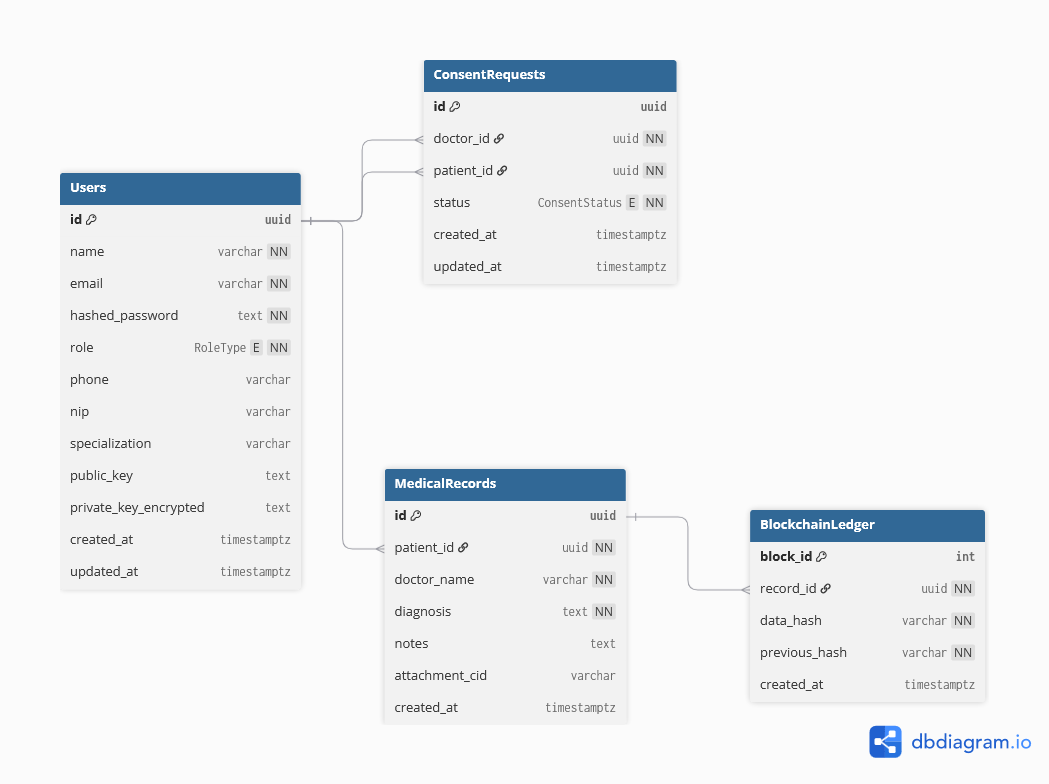 ConsentRequests
id uuid
doctor_id uuid NN
patient_id uuid NN
status ConsentStatus E NN
created_at timestamptz
updated_at timestamptz
Users
id uuid
name varchar NN
email varchar NN
hashed_password text NN
role RoleType E NN
phone varchar
nip varchar
specialization varchar
public_key text
private_key_encrypted text
created_at timestamptz
updated_at timestamptz
MedicalRecords
id uuid
patient_id uuid NN
doctor_name varchar NN
diagnosis text NN
notes text
attachment_cid varchar
created_at timestamptz
BlockchainLedger
block_id int
record_id uuid NN
data_hash varchar NN
previous_hash varchar NN
created_at timestamptz
dbdiagram.io